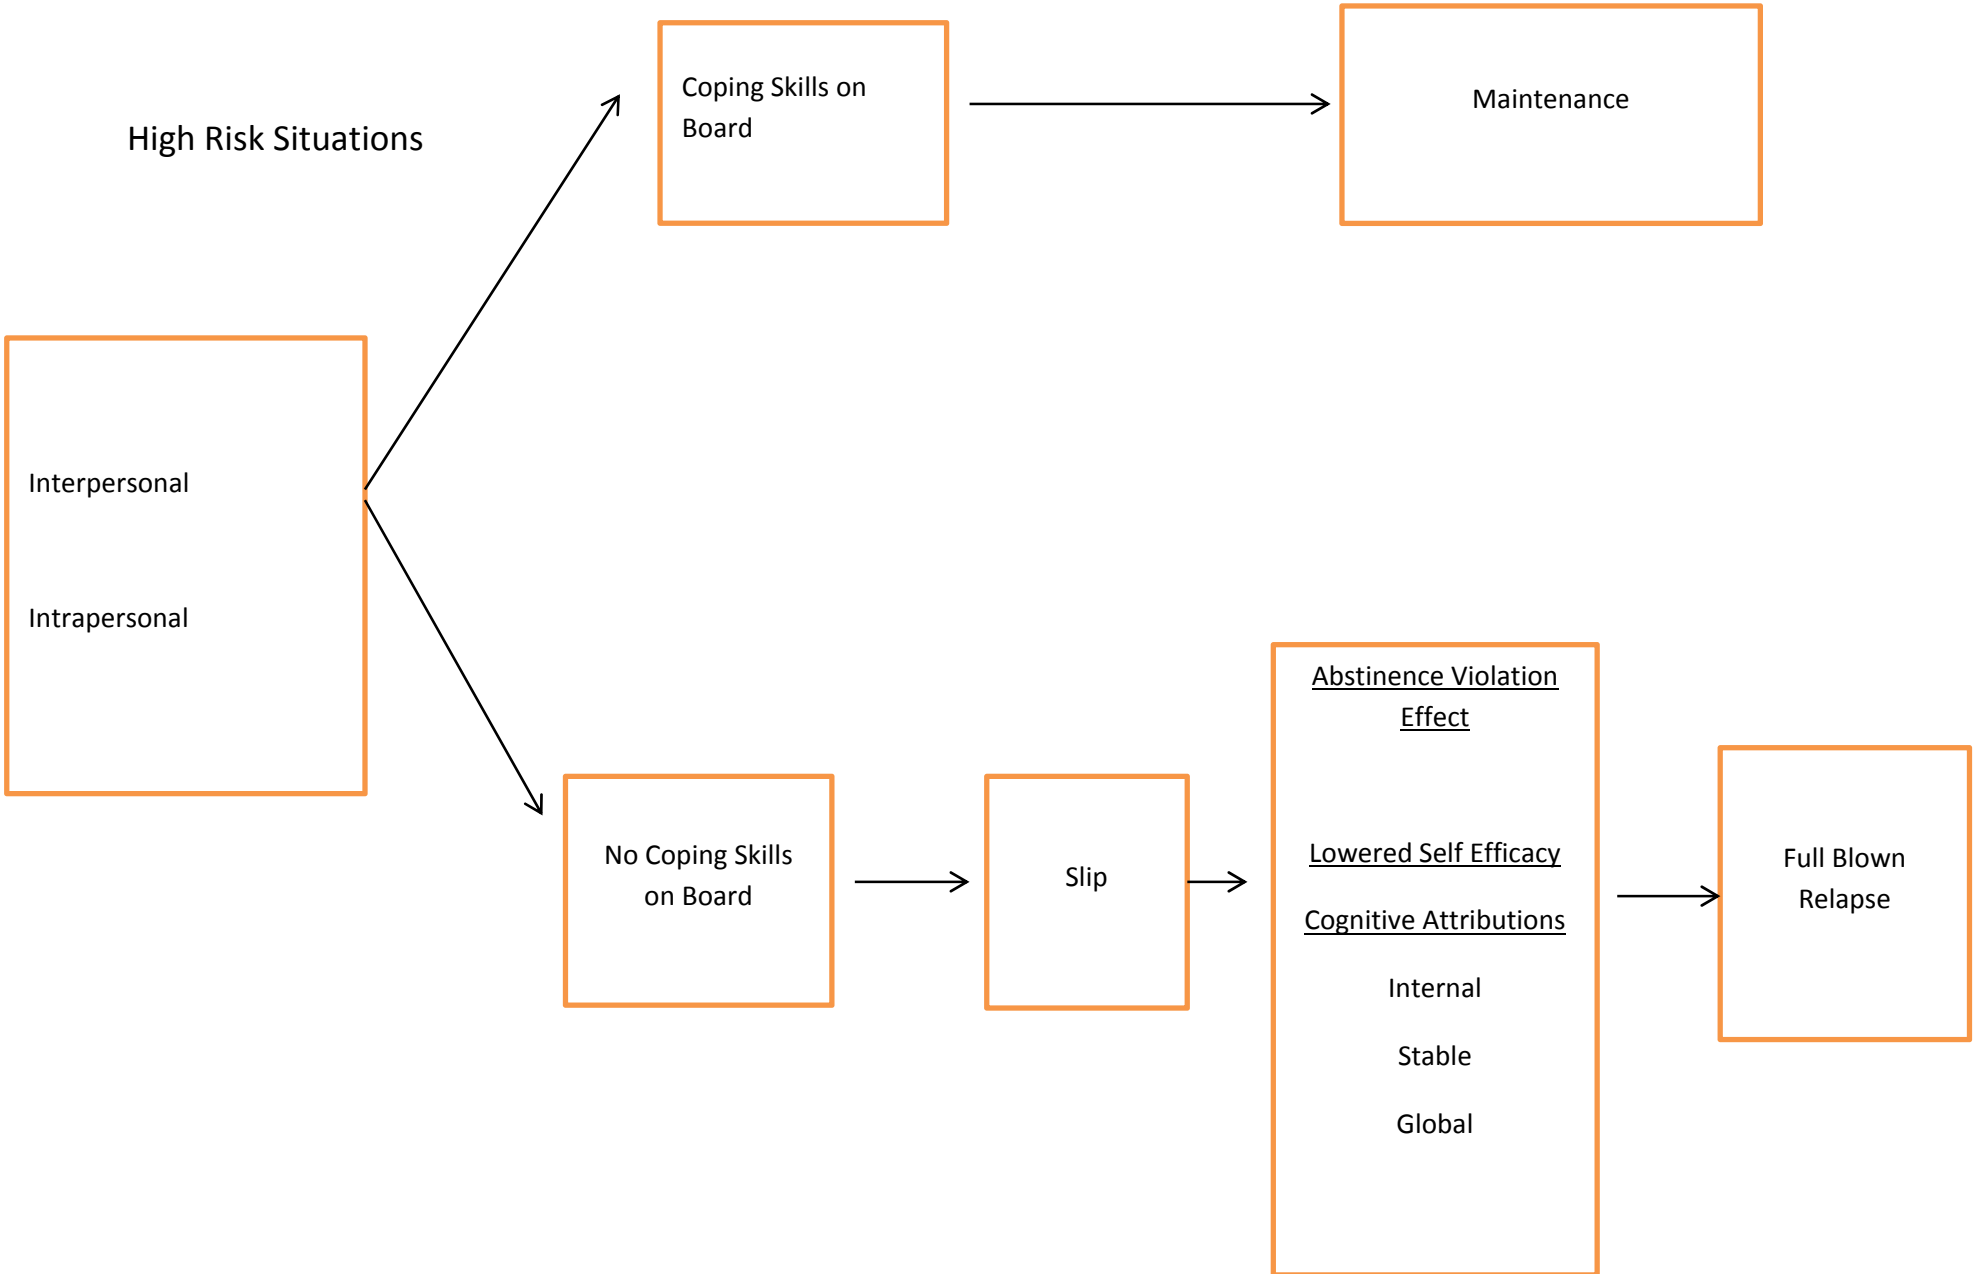 High Risk Situations
Coping Skills on
Board
Maintenance
Interpersonal
Intrapersonal
No Coping Skills
on Board
Slip
Abstinence Violation
Effect
Lowered Self Efficacy
Cognitive Attributions
Internal
Stable
Global
Full Blown
Relapse